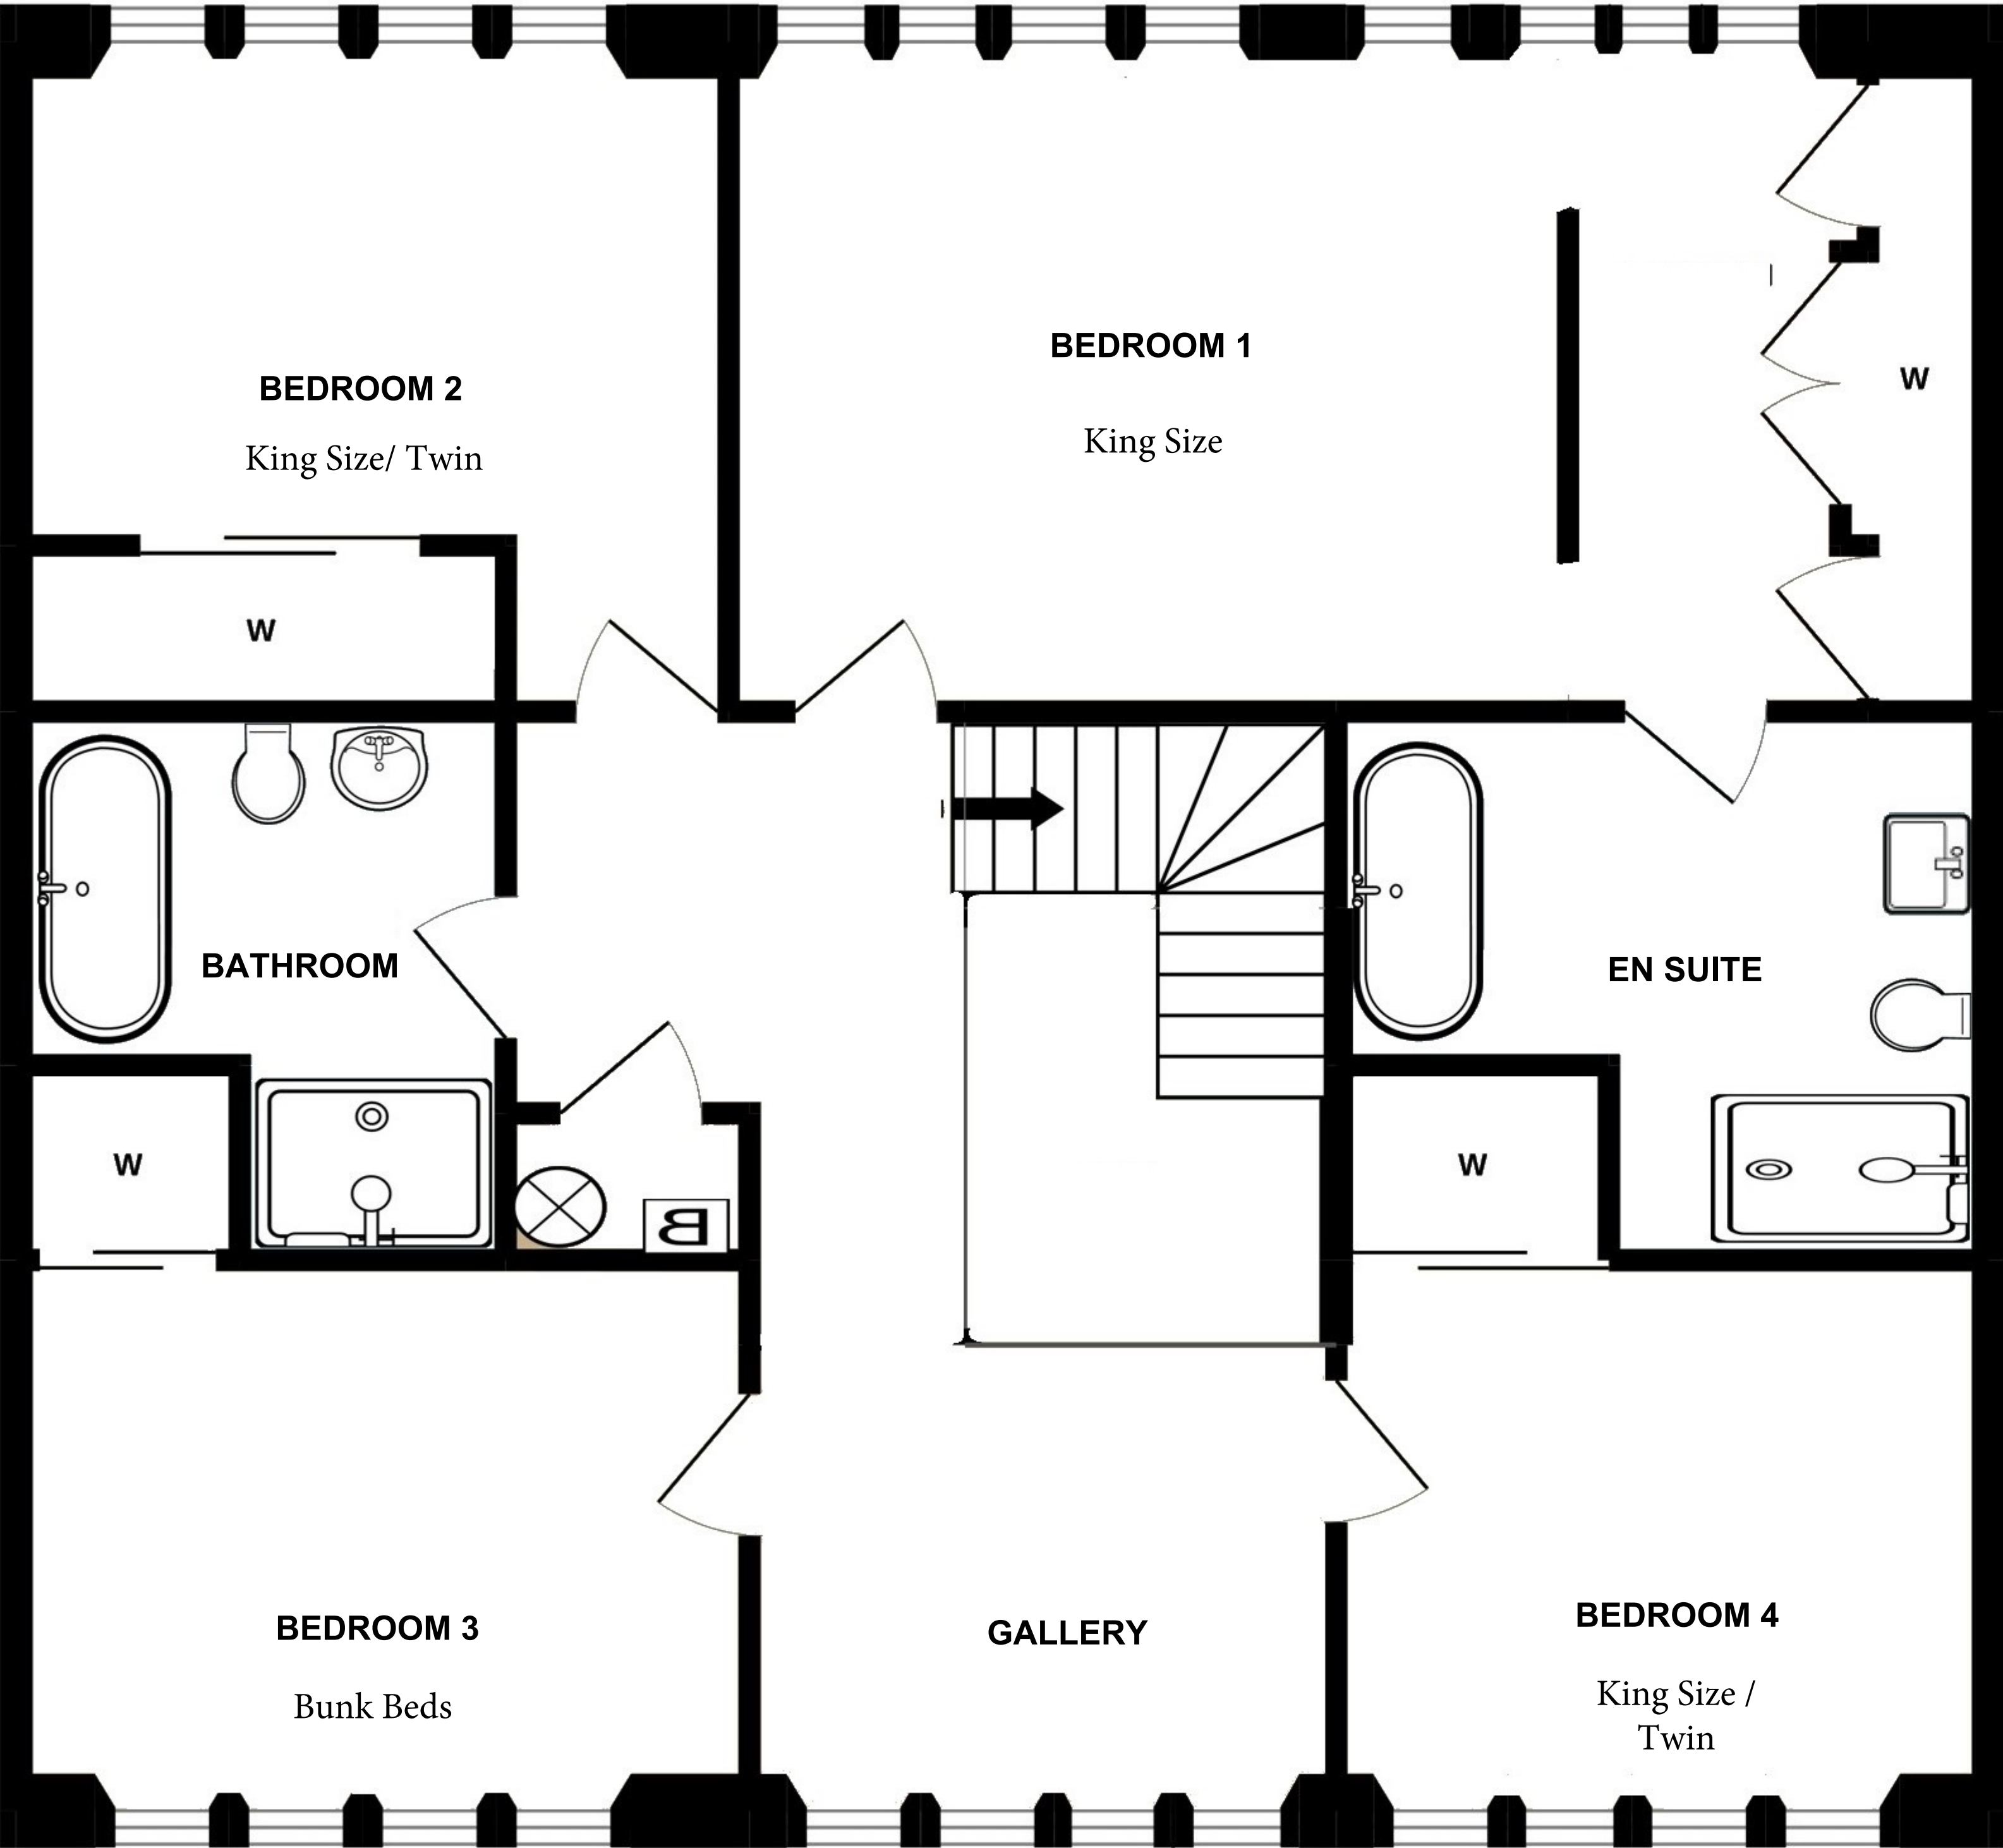 BEDROOM 1
BEDROOM 2
King Size
King Size/ Twin
W
W
BATHROOM
EN SUITE
W
W
B
BEDROOM 3
GALLERY
BEDROOM 4
Bunk Beds
King Size /
Twin